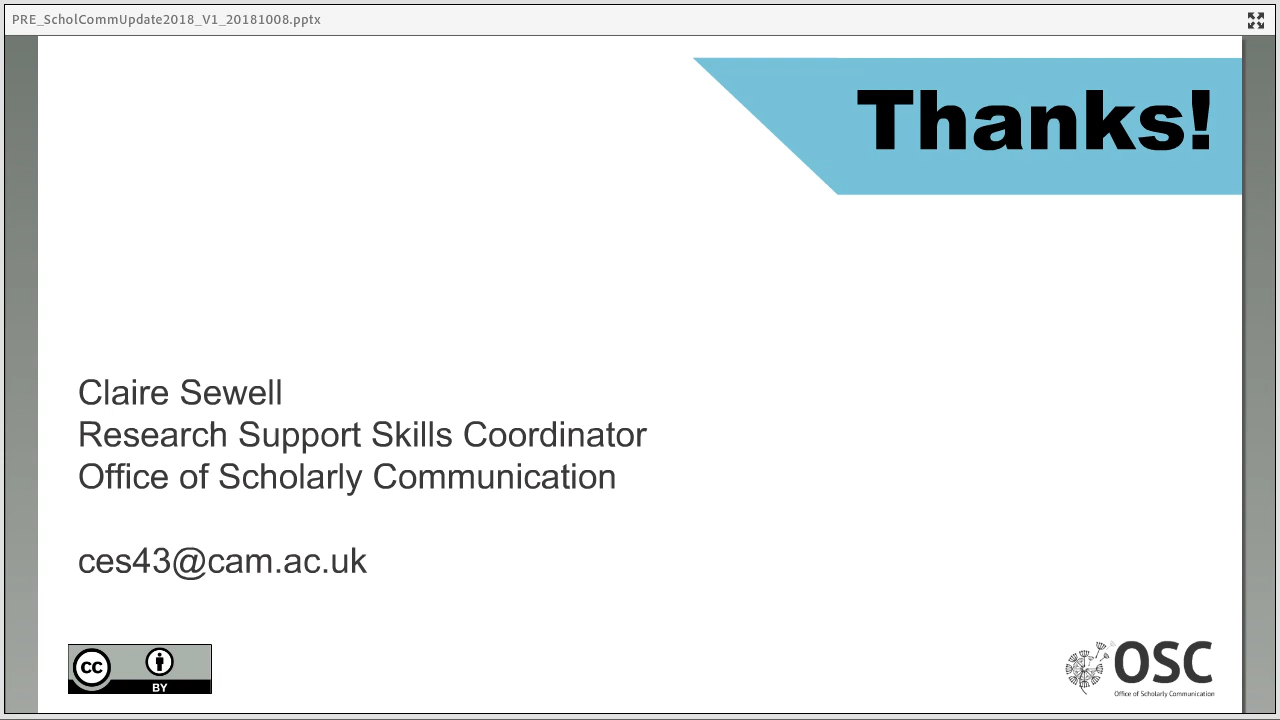 PRE_ScholCommUpdate2018_V1_20181008.pptx
Thanks!
Claire Sewell
Research Support Skills Coordinator
Office of Scholarly Communication
ces43@cam.ac.uk
cc
BY
OSC
Office of Scholarly Communication